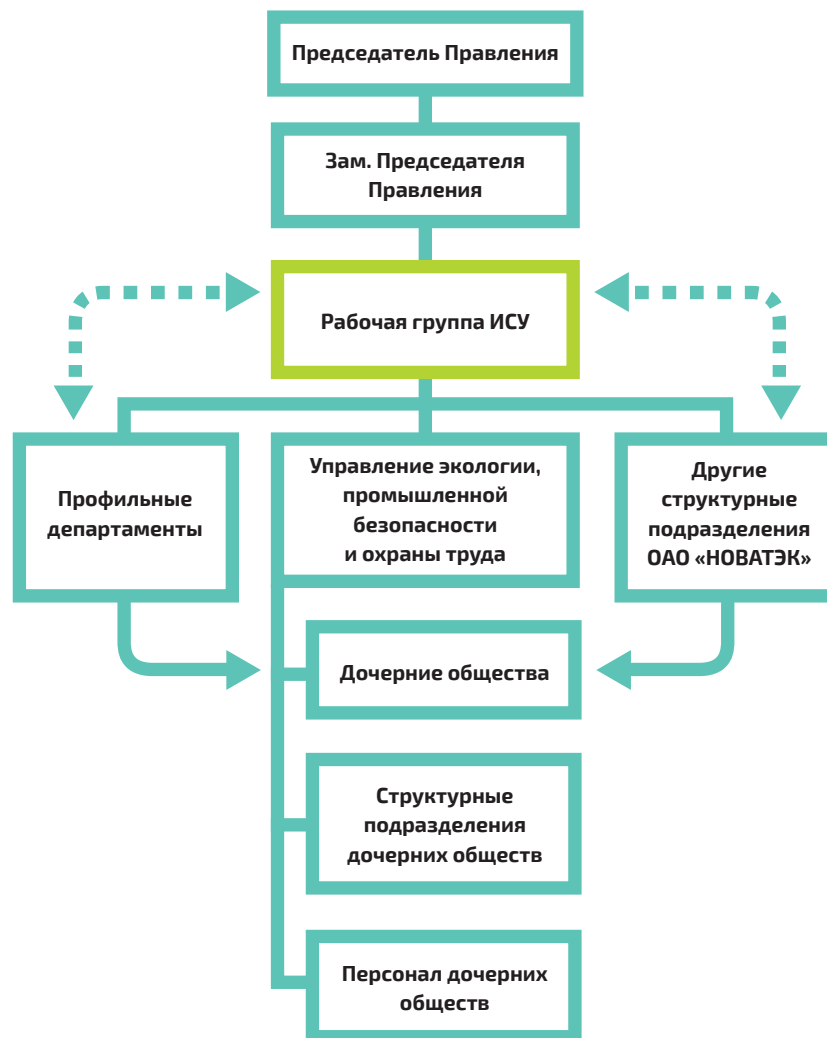 Председатель Правления
Зам. Председателя
Правления
Рабочая группа ИСУ
Профильные
департаменты
Управление экологии,
промышленной
безопасности
и охраны труда
Другие
структурные
подразделения
ОАО «НОВАТЭК»
Дочерние общества
Структурные
подразделения
дочерних обществ
Персонал дочерних
обществ